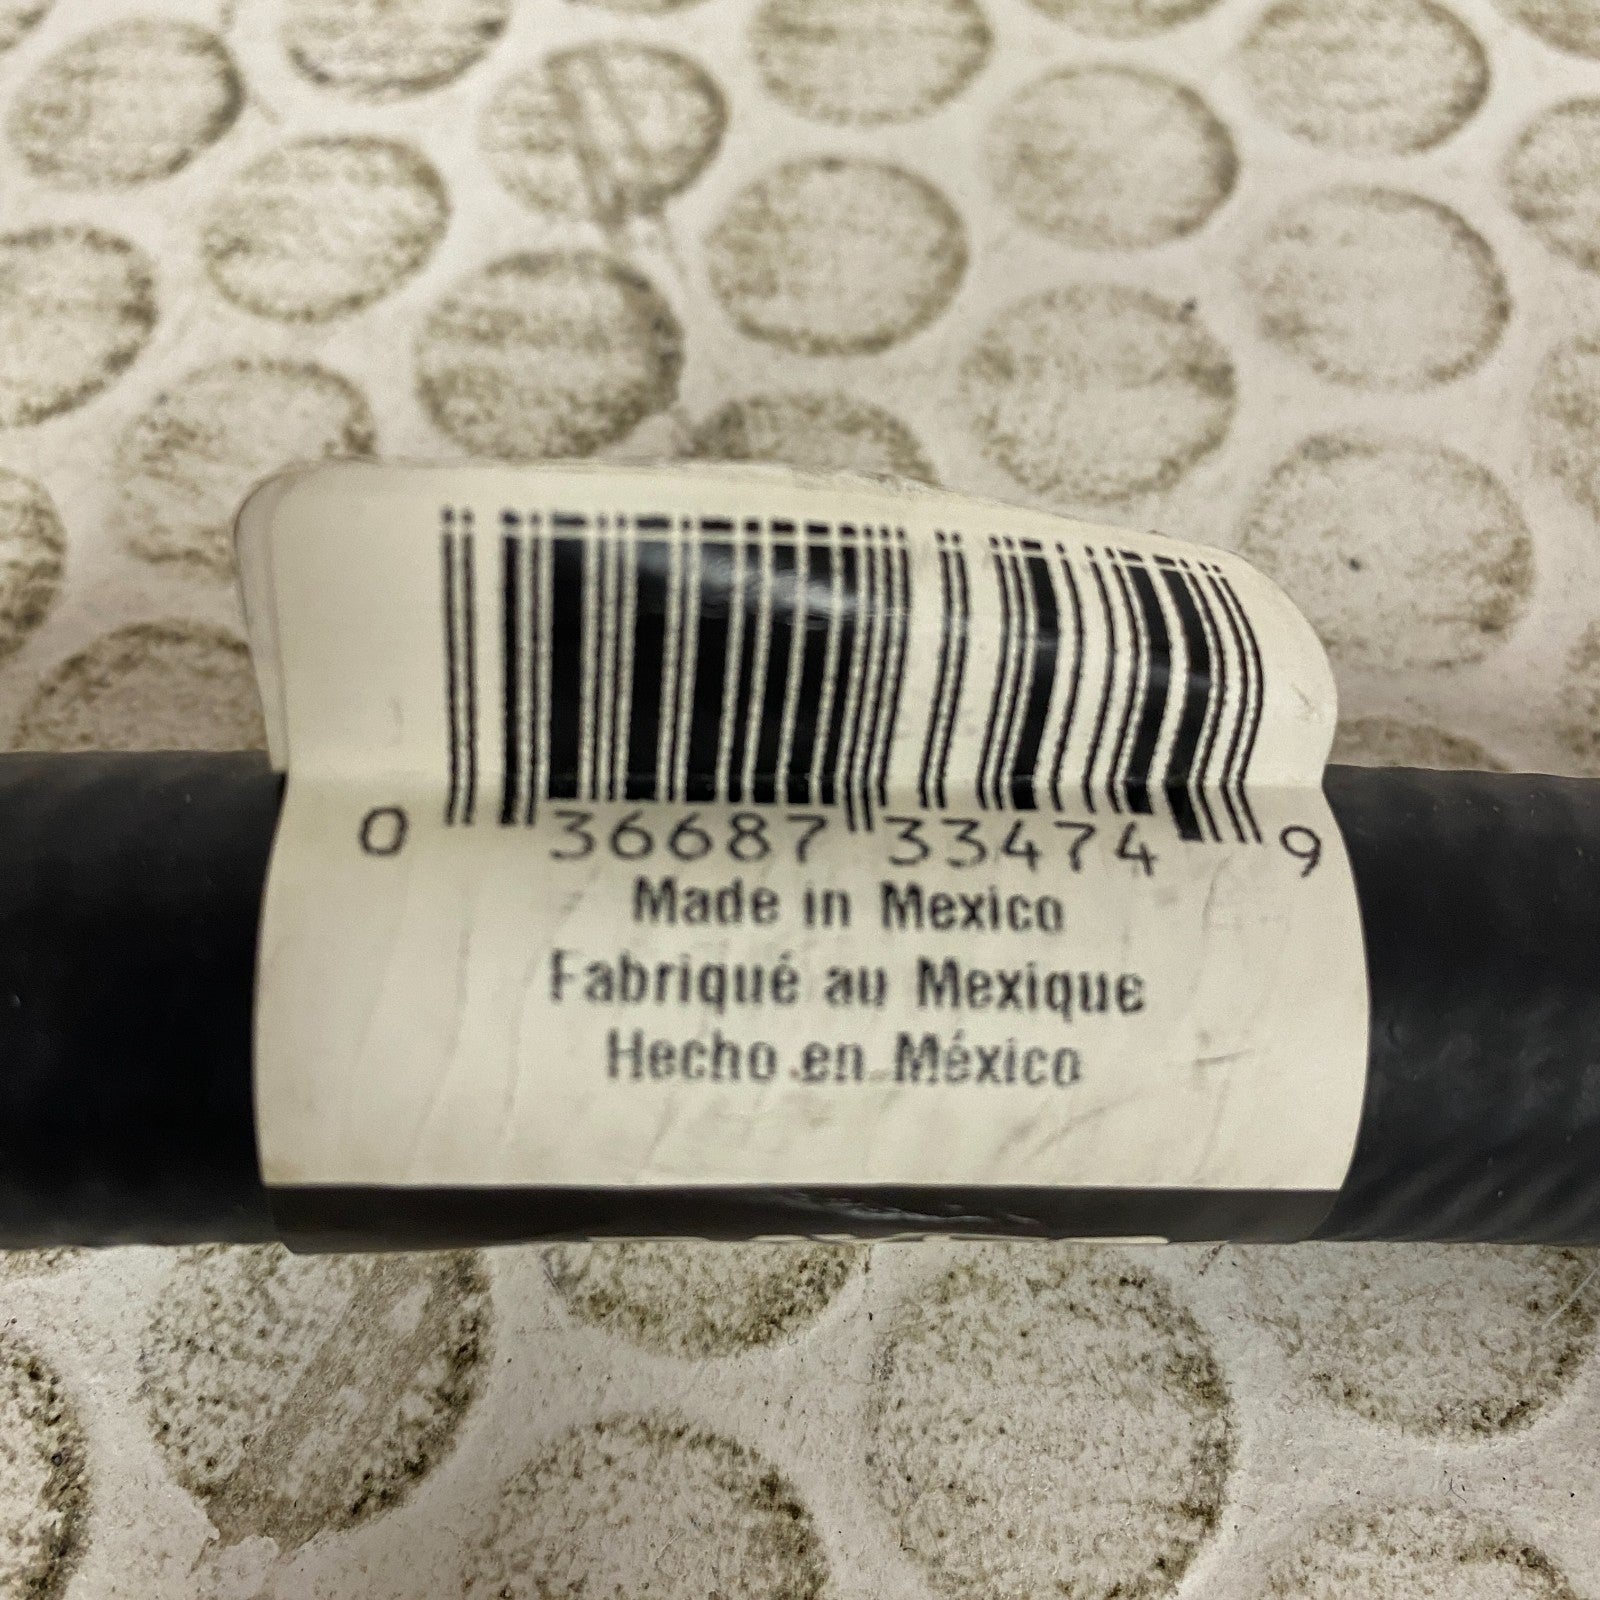 0 36687 33474 9
Made in Mexico
Fabriqué au Mexique
Hecho en México